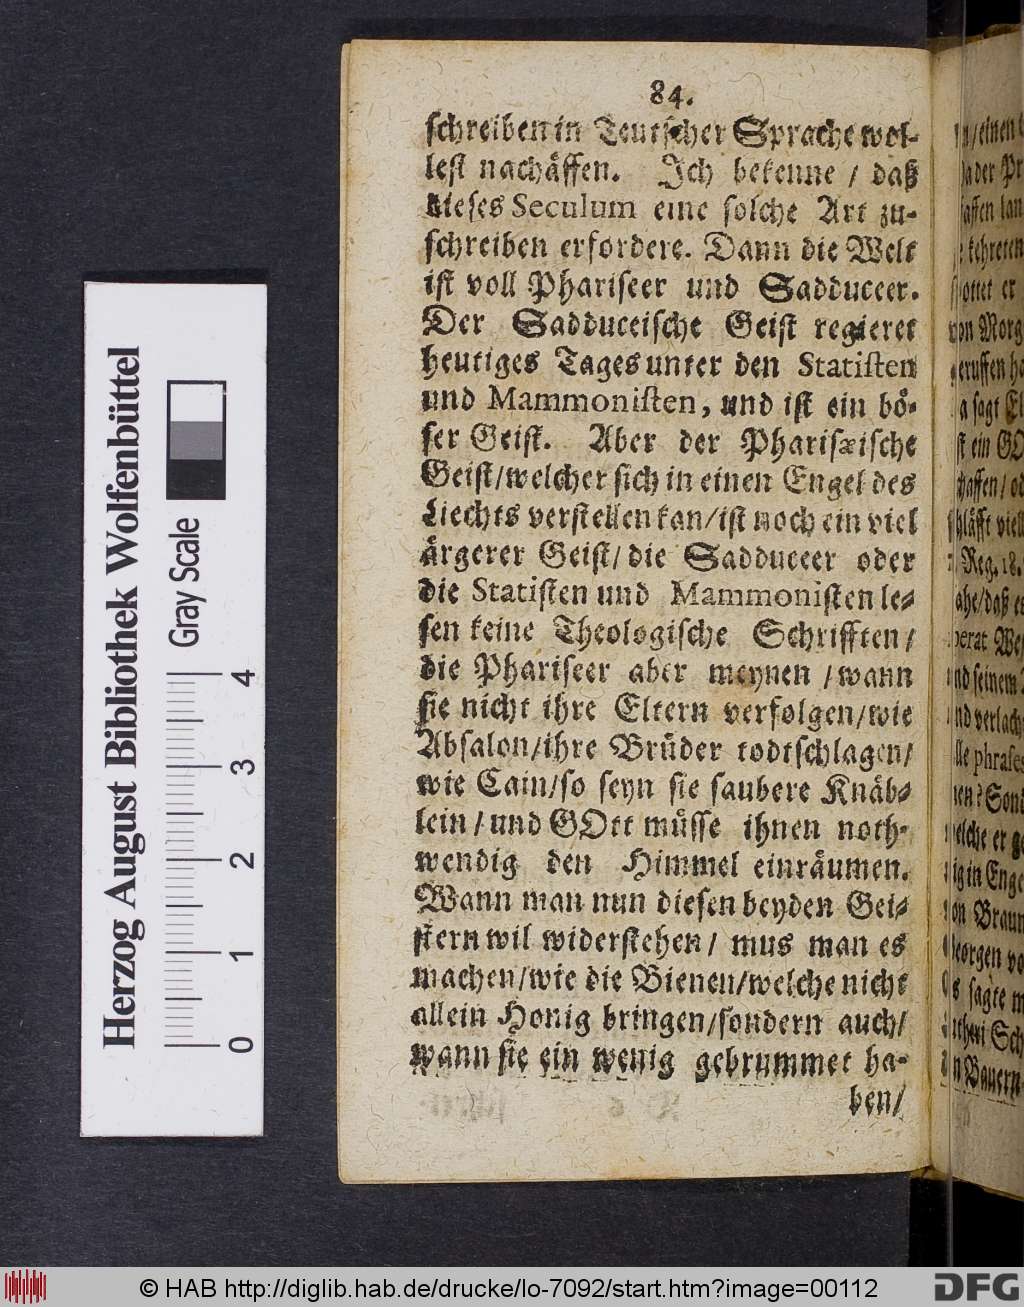 84.
schreiben in Teutscher Sprache wol-
lest nachäffen. Ich bekenne / daß
dieses Seculum eine solche Art zu-
schreiben erfordere. Dann die Welt
ist voll Phariseer und Sadduceer.
Der Sadduceische Geist regieret
heutiges Tages unter den Statisten
und Mammonisten, und ist ein bö-
ser Geist. Aber der Pharisæische
Geist/welcher sich in einen Engel des
Liechts verstellen kan/ist noch ein viel
ärgerer Geist/ die Sadduceer oder
die Statisten und Mammonisten le-
sen keine Theologische Schrifften/
die Phariseer aber meynen /wann
sie nicht ihre Eltern verfolgen/wie
Absalon/ihre Brüder todtschlagen/
wie Cain/so seyn sie saubere Knäb-
lein / und GOtt müsse ihnen noth-
wendig den Himmel einräumen.
Wann man nun diesen beyden Gei-
stern wil widerstehen/ mus man es
machen/wie die Bienen/welche nicht
allein Honig bringen/sondern auch/
wann sie ein wenig gebrummet ha-
ben/
Herzog August Bibliothek Wolfenbüttel
Gray Scale
0 1 2 3 4
© HAB http://diglib.hab.de/drucke/lo-7092/start.htm?image=00112
DFG